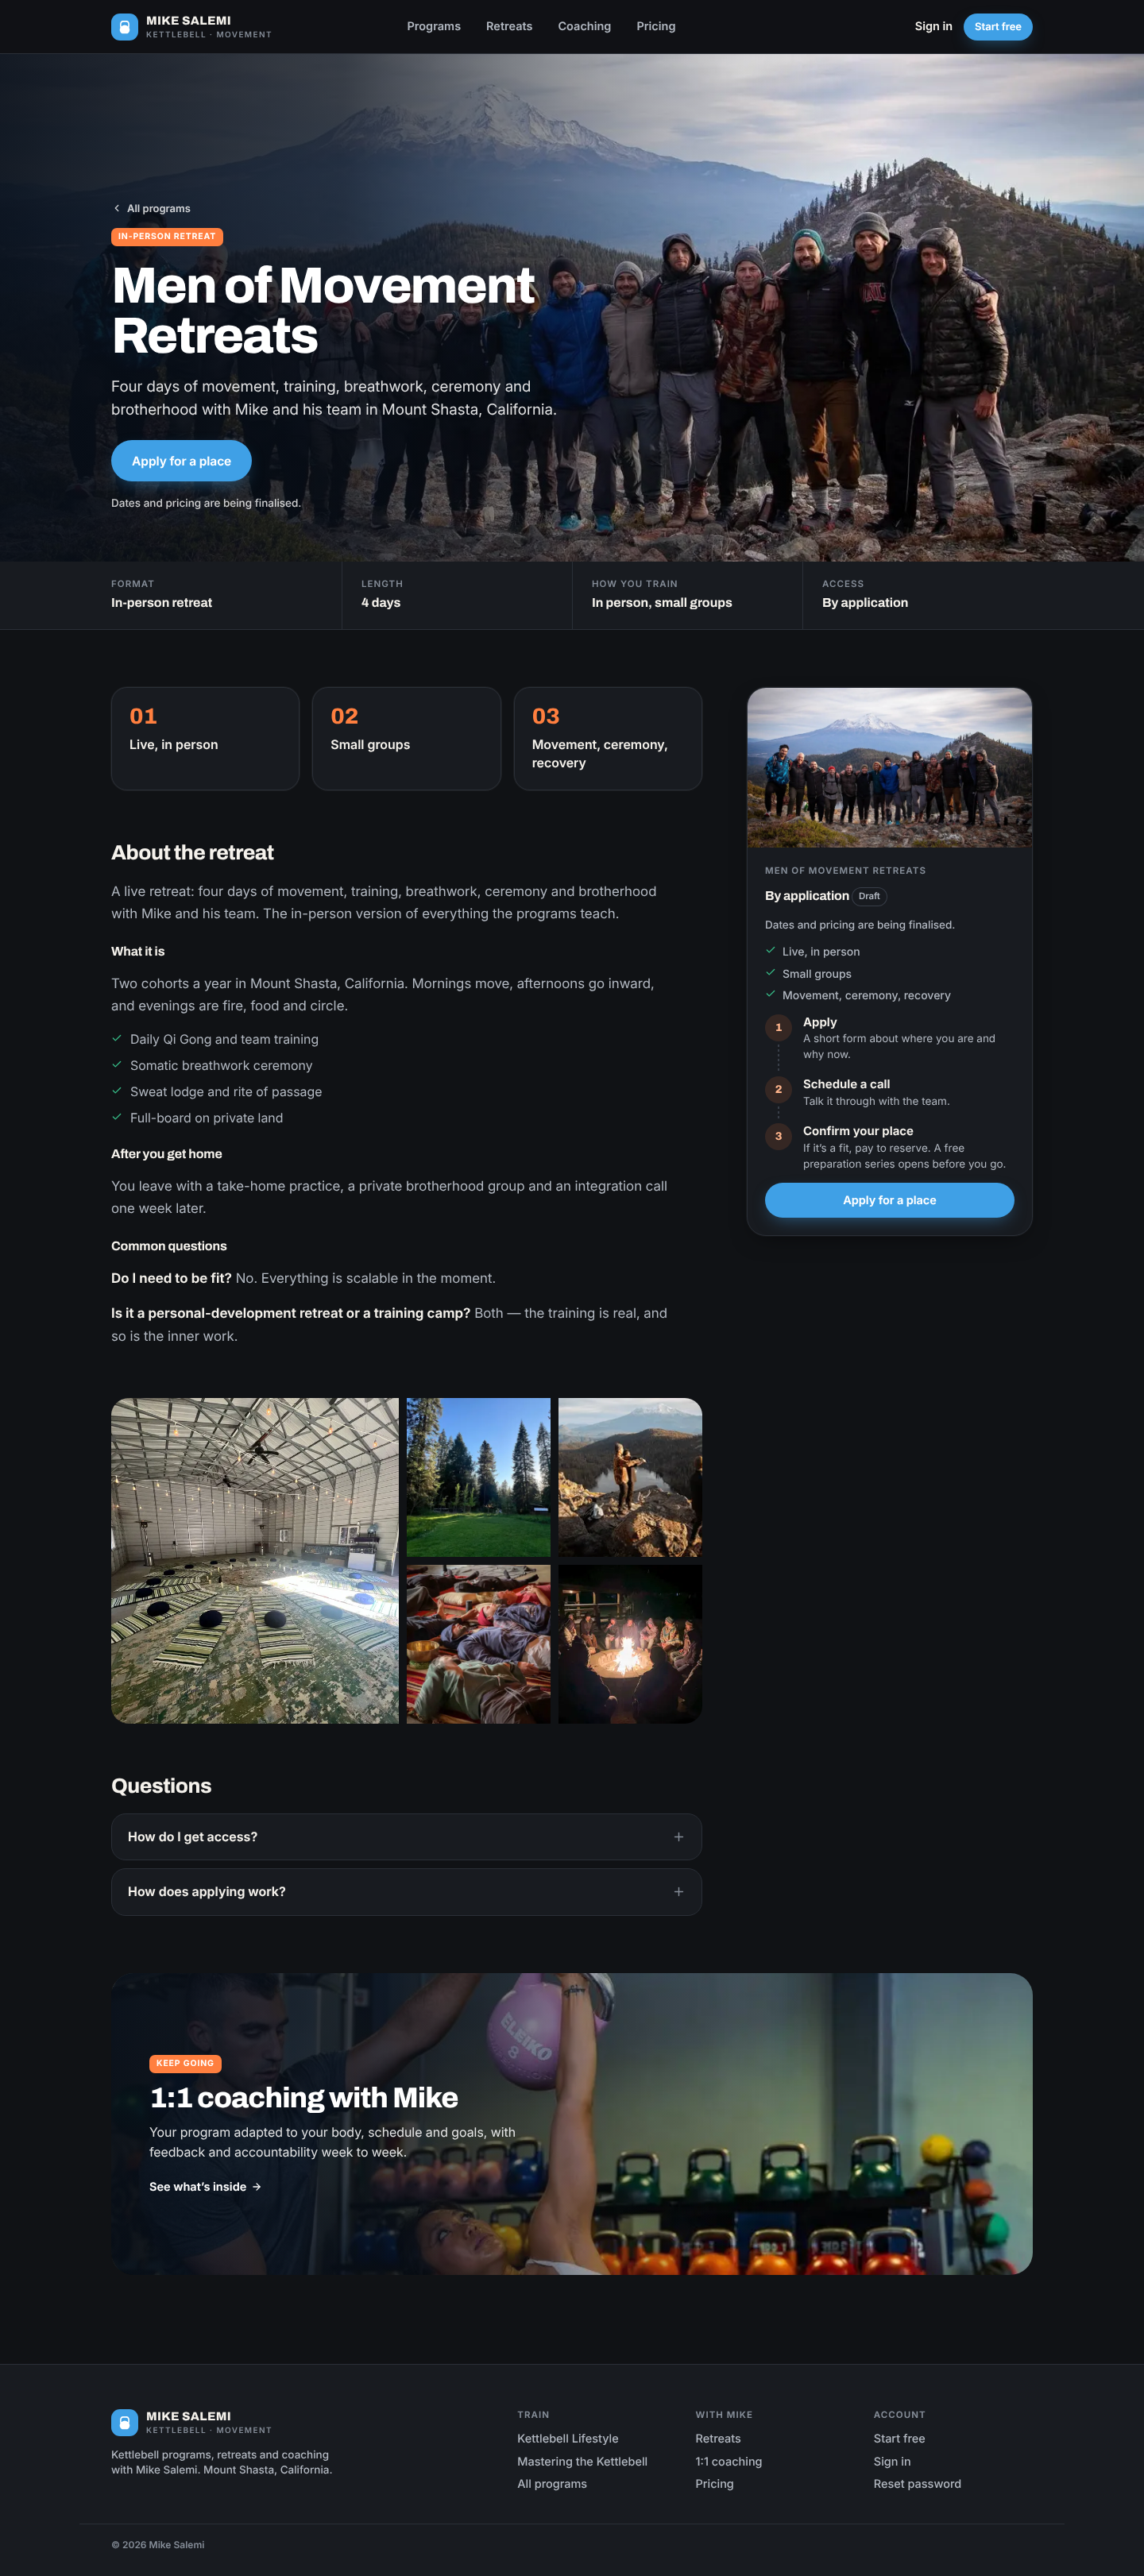 MIKE SALEMI
KETTLEBELL · MOVEMENT
Programs
Retreats
Coaching
Pricing
Sign in
Start free
All programs
IN-PERSON RETREAT
Men of Movement
Retreats
Four days of movement, training, breathwork, ceremony and
brotherhood with Mike and his team in Mount Shasta, California.
Apply for a place
Dates and pricing are being finalised.
FORMAT
In-person retreat
LENGTH
4 days
HOW YOU TRAIN
In person, small groups
ACCESS
By application
01
Live, in person
02
Small groups
03
Movement, ceremony,
recovery
About the retreat
A live retreat: four days of movement, training, breathwork, ceremony and brotherhood
with Mike and his team. The in-person version of everything the programs teach.
What it is
Two cohorts a year in Mount Shasta, California. Mornings move, afternoons go inward,
and evenings are fire, food and circle.
Daily Qi Gong and team training
Somatic breathwork ceremony
Sweat lodge and rite of passage
Full-board on private land
After you get home
You leave with a take-home practice, a private brotherhood group and an integration call
one week later.
Common questions
Do I need to be fit? No. Everything is scalable in the moment.
Is it a personal-development retreat or a training camp? Both — the training is real, and
so is the inner work.
MEN OF MOVEMENT RETREATS
By application Draft
Dates and pricing are being finalised.
Live, in person
Small groups
Movement, ceremony, recovery
1
Apply
A short form about where you are and
why now.
2
Schedule a call
Talk it through with the team.
3
Confirm your place
If it's a fit, pay to reserve. A free
preparation series opens before you go.
Apply for a place
Questions
How do I get access?
How does applying work?
ELEIKO
8
KEEP GOING
1:1 coaching with Mike
Your program adapted to your body, schedule and goals, with
feedback and accountability week to week.
See what's inside →
MIKE SALEMI
KETTLEBELL · MOVEMENT
Kettlebell programs, retreats and coaching
with Mike Salemi. Mount Shasta, California.
TRAIN
Kettlebell Lifestyle
Mastering the Kettlebell
All programs
WITH MIKE
Retreats
1:1 coaching
Pricing
ACCOUNT
Start free
Sign in
Reset password
© 2026 Mike Salemi